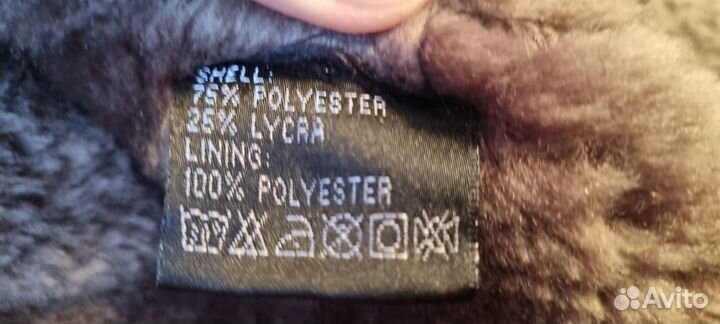 SHELL:
75% POLYESTER
25% LYCRA
LINING:
100% POLYESTER
Avito